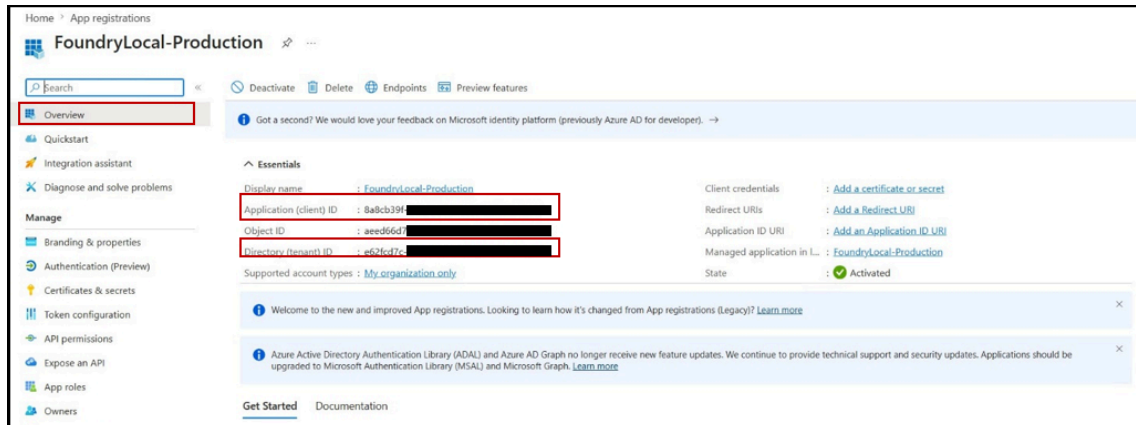 Home > App registrations
FoundryLocal-Production
Search
Overview
Quickstart
Integration assistant
Diagnose and solve problems
Manage
Branding & properties
Authentication (Preview)
Certificates & secrets
Token configuration
API permissions
Expose an API
App roles
Owners
Deactivate Delete Endpoints Preview features
Got a second? We would love your feedback on Microsoft identity platform (previously Azure AD for developer). →
Essentials
Display name : FoundryLocal-Production
Application (client) ID : 8a8cb39f-
Object ID : aeed66d7
Directory (tenant) ID : e62fcd7c-
Supported account types : My organization only
Client credentials : Add a certificate or secret
Redirect URIs : Add a Redirect URI
Application ID URI : Add an Application ID URI
Managed application in l... : FoundryLocal-Production
State : Activated
Welcome to the new and improved App registrations. Looking to learn how it's changed from App registrations (Legacy)? Learn more
Azure Active Directory Authentication Library (ADAL) and Azure AD Graph no longer receive new feature updates. We continue to provide technical support and security updates. Applications should be
upgraded to Microsoft Authentication Library (MSAL) and Microsoft Graph. Learn more
Get Started Documentation